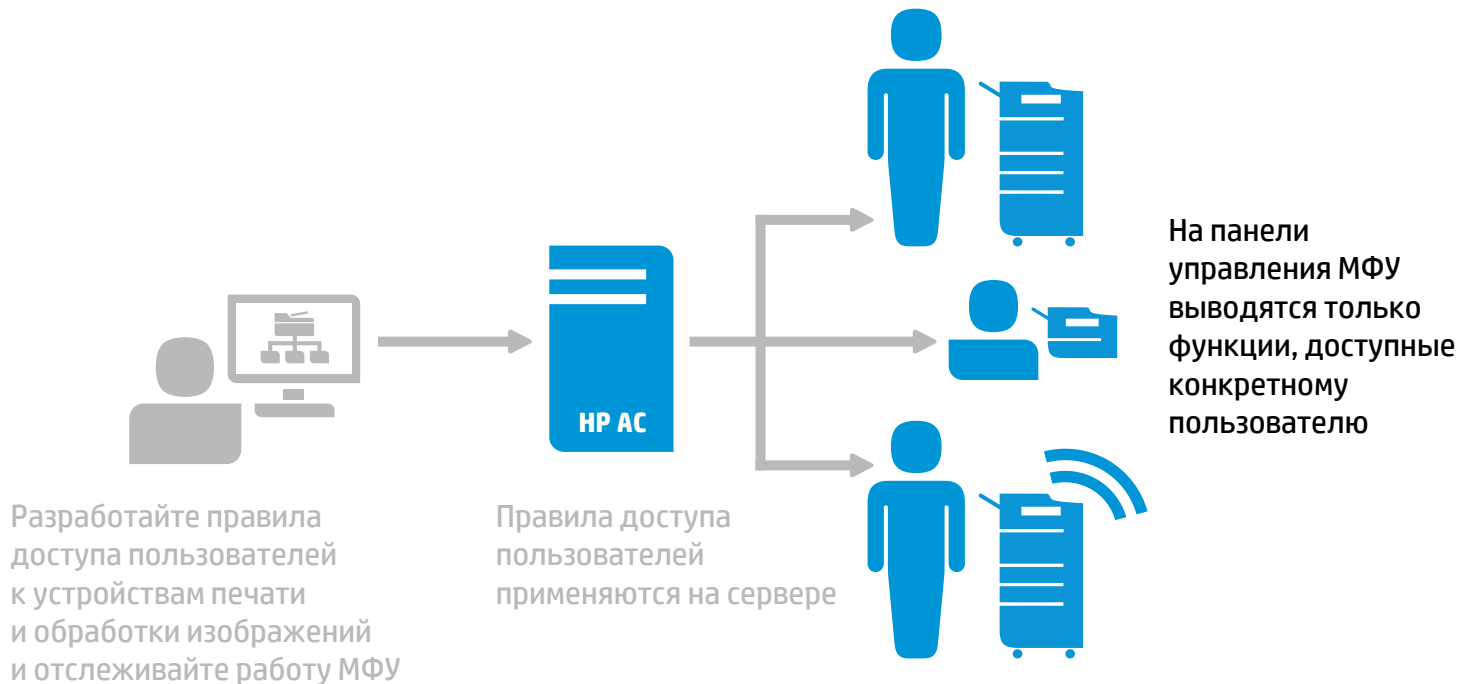 HP AC
На панели
управления МФУ
выводятся только
функции, доступные
конкретному
пользователю
Разработайте правила
доступа пользователей
к устройствам печати
и обработки изображений
и отслеживайте работу МФУ
Правила доступа
пользователей
применяются на сервере